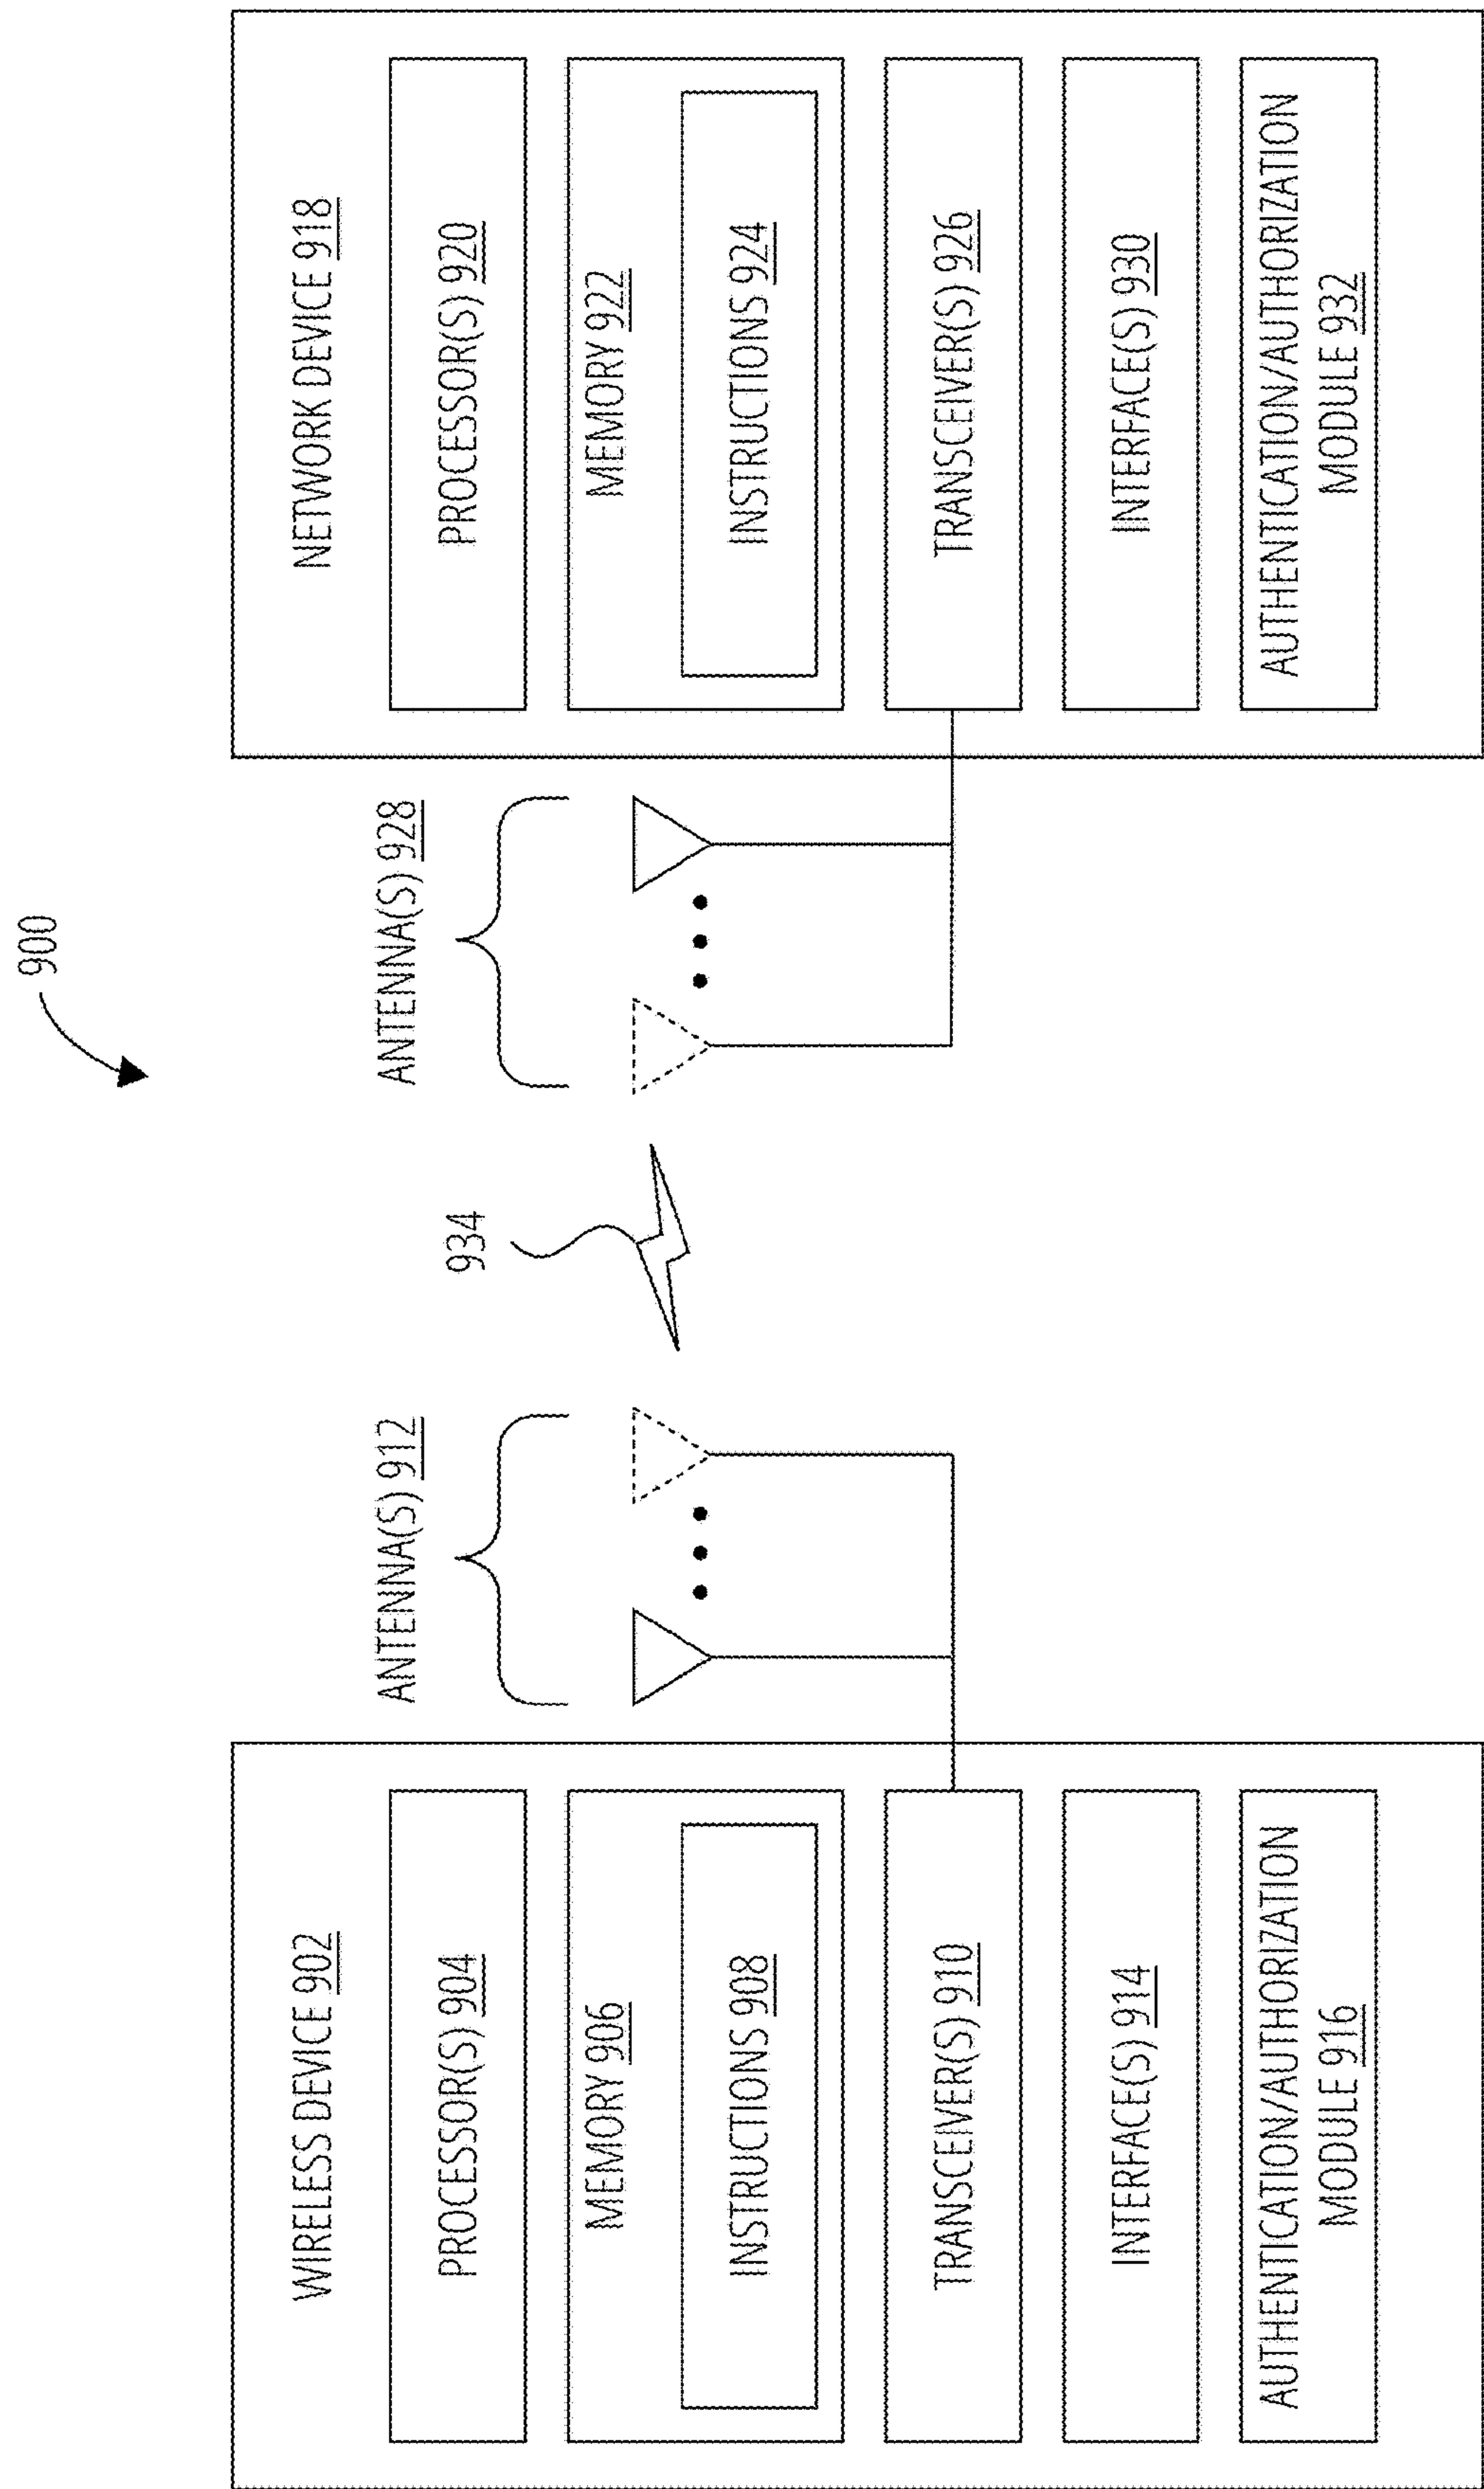 900
WIRELESS DEVICE 902
PROCESSOR(S) 904
MEMORY 906
INSTRUCTIONS 908
TRANSCEIVER(S) 910
INTERFACE(S) 914
AUTHENTICATION/AUTHORIZATION
MODULE 916
ANTENNA(S) 912
934
ANTENNA(S) 928
NETWORK DEVICE 918
PROCESSOR(S) 920
MEMORY 922
INSTRUCTIONS 924
TRANSCEIVER(S) 926
INTERFACE(S) 930
AUTHENTICATION/AUTHORIZATION
MODULE 932